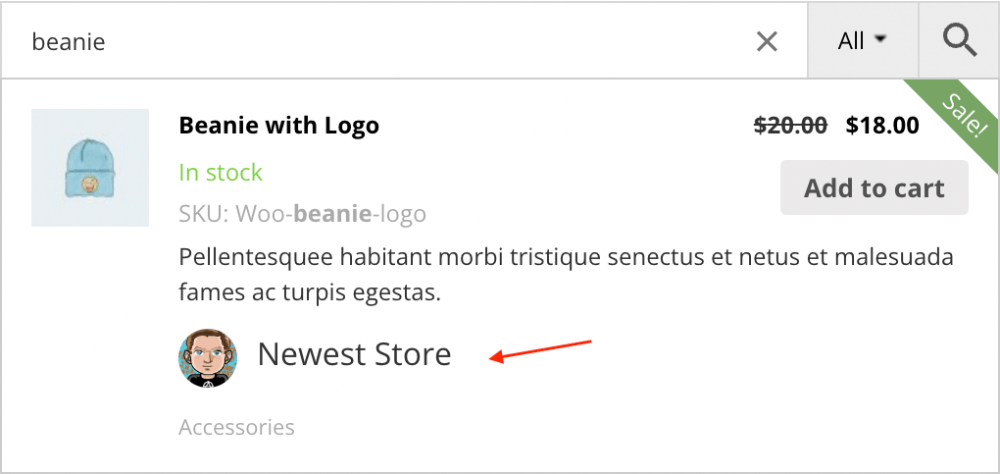 beanie
All
Sale!
Beanie with Logo
$20.00 $18.00
In stock
Add to cart
SKU: Woo-beanie-logo
Pellentesquee habitant morbi tristique senectus et netus et malesuada
fames ac turpis egestas.
Newest Store
Accessories